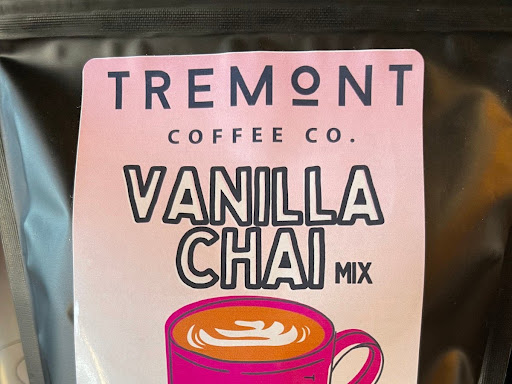 TREMONT
COFFEE CO.
VANILLA
CHAI MIX